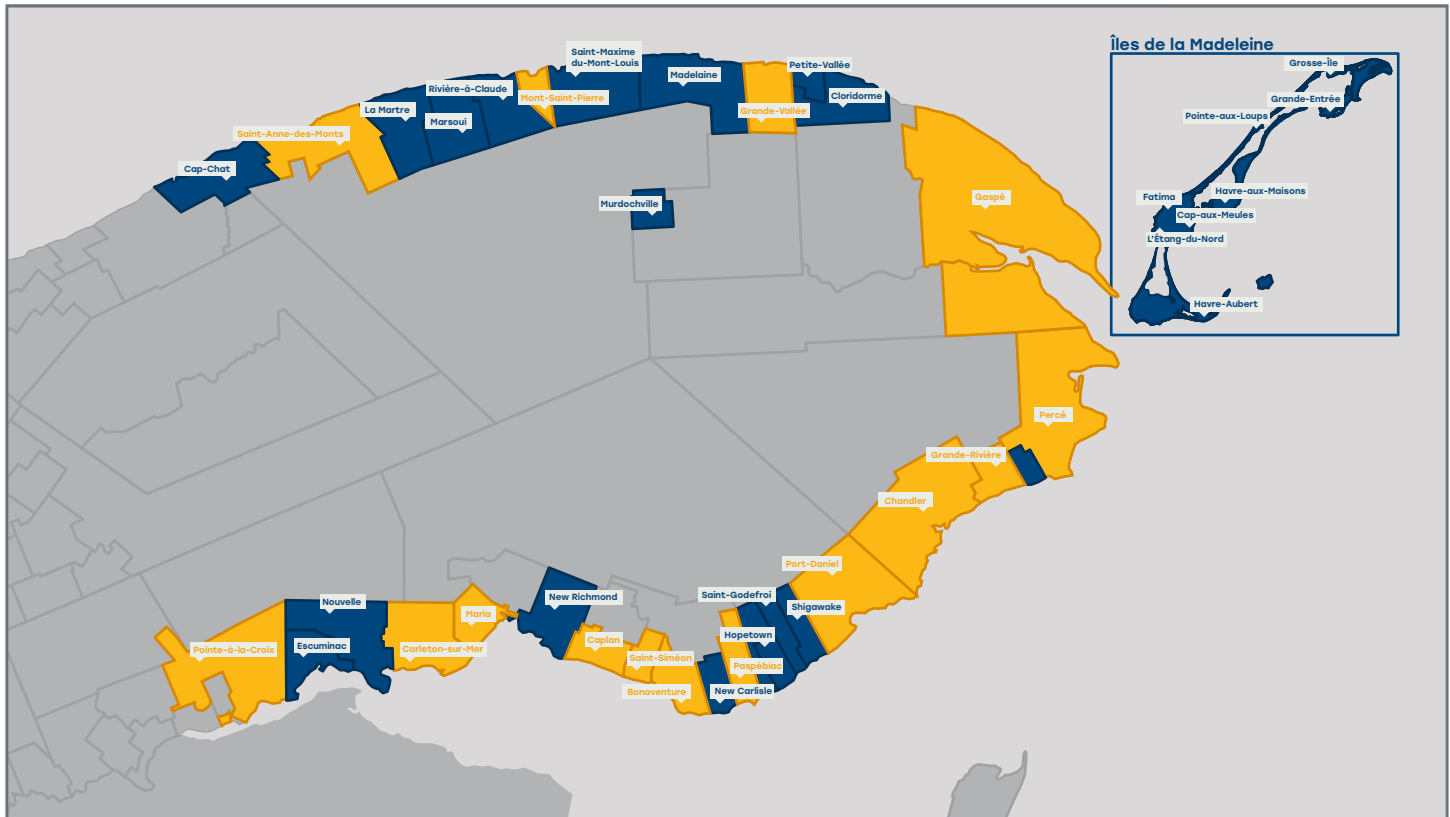 Îles de la Madeleine
Saint-Maxime
du-Mont-Louis
Petite-Vallée
Grosse-Île
Madelaine
Rivière-à-Claude
Mont-Saint-Pierre
Cloridorme
Grande-Entrée
La Martre
Grande-Vallée
Pointe-aux-Loups
Marsoui
Saint-Anne-des-Monts
Cap-Chat
Havre-aux-Maisons
Gaspé
Fatima
Murdochville
Cap-aux-Meules
L'Étang-du-Nord
Havre-Aubert
Percé
Grande-Rivière
Chandler
Port-Daniel
Saint-Godefroi
New Richmond
Nouvelle
Shigawake
Maria
Hopetown
Caplan
Escuminac
Carleton-sur-Mer
Pointe-à-la-Croix
Saint-Siméon
Paspébiac
Bonaventure
New Carlisle